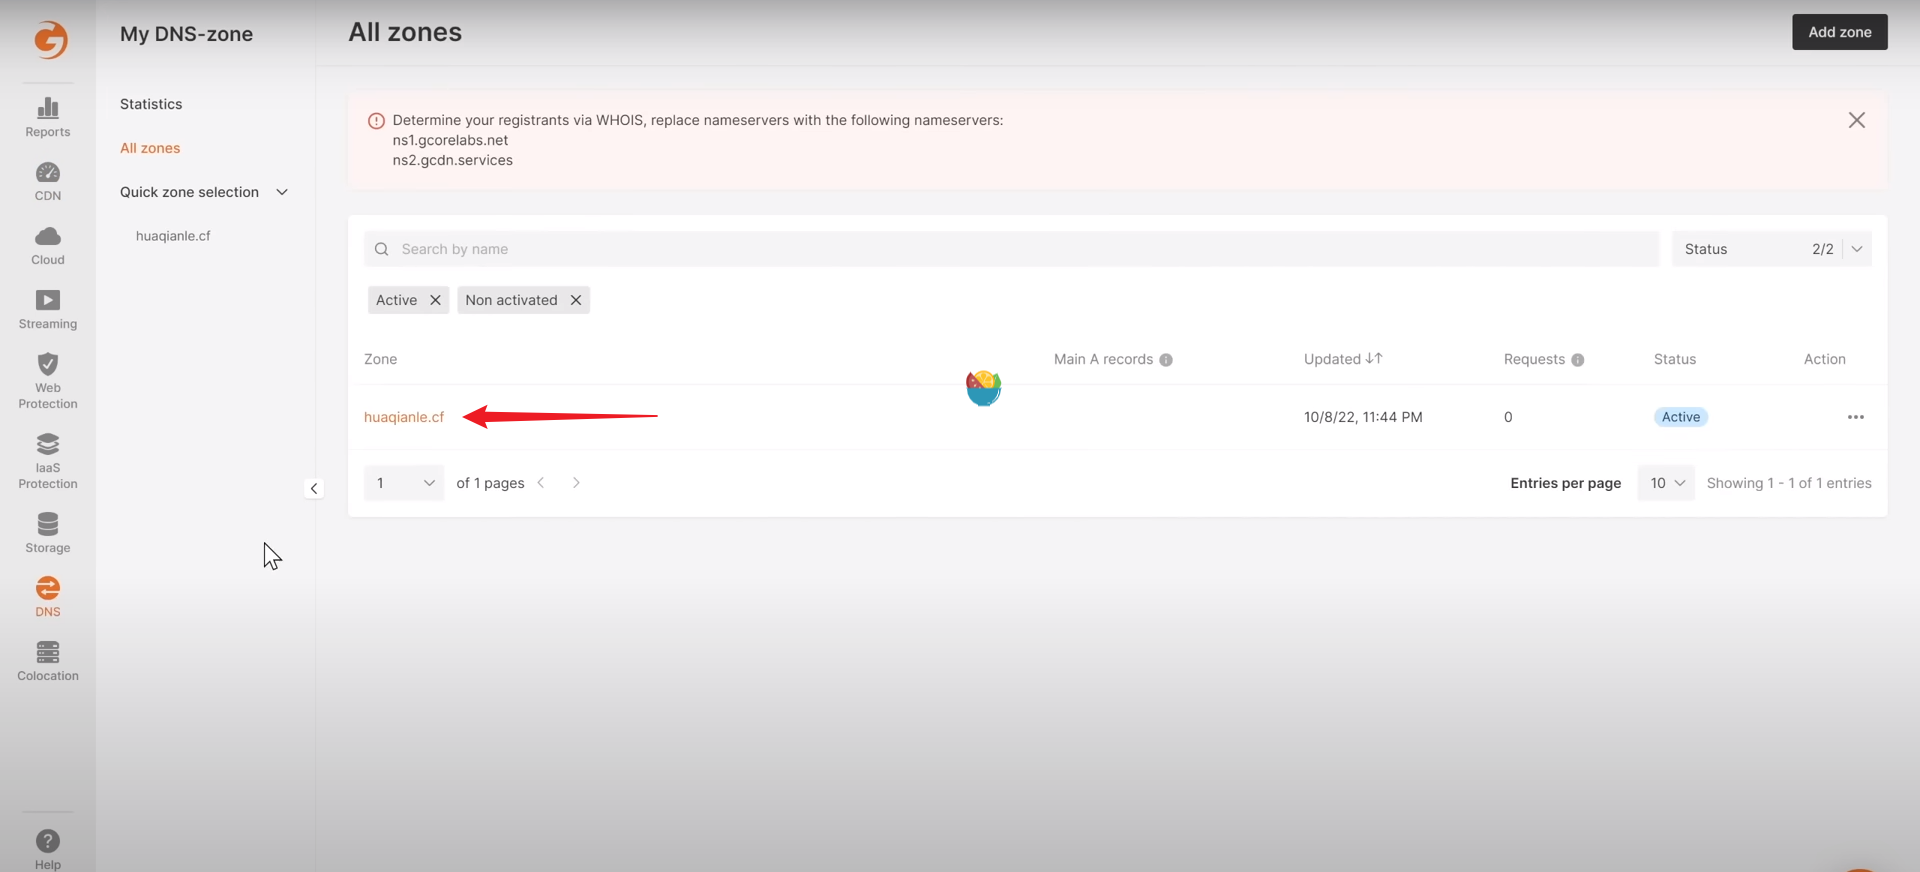 My DNS-zone
All zones
Add zone
Reports
CDN
Cloud
Streaming
Web
Protection
IaaS
Protection
Storage
DNS
Colocation
Help
Statistics
All zones
Quick zone selection
huaqianle.cf
Determine your registrants via WHOIS, replace nameservers with the following nameservers:
ns1.gcorelabs.net
ns2.gcdn.services
Search by name
Status 2/2
Active
Non activated
Zone Main A records Updated Requests Status Action
huaqianle.cf 10/8/22, 11:44 PM 0 Active
1 of 1 pages Entries per page 10 Showing 1 - 1 of 1 entries